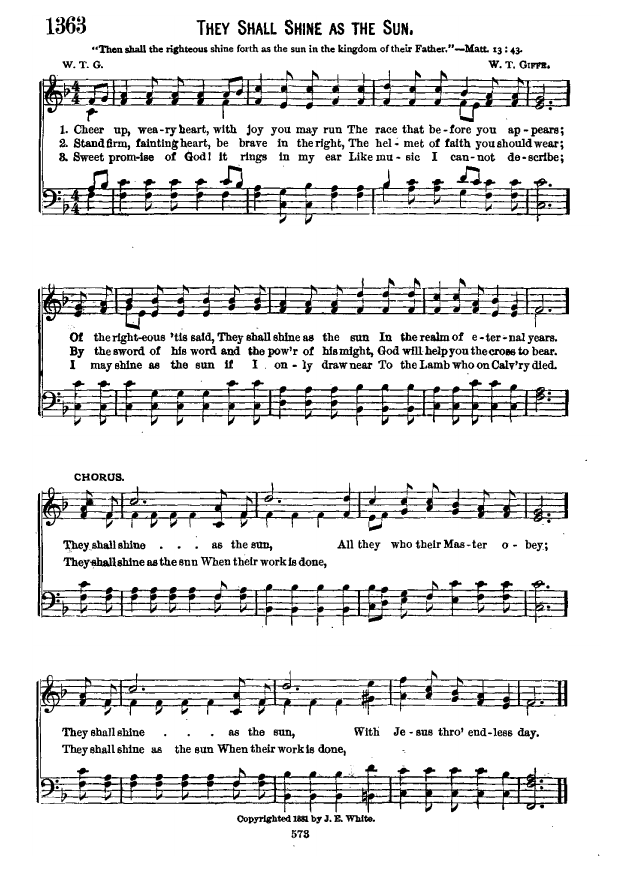 1363
THEY SHALL SHINE AS THE SUN.
"Then shall the righteous shine forth as the sun in the kingdom of their Father."—Matt. 13:43.
W. T. G. W. T. GIFFE.
1. Cheer up, wea-ry heart, with joy you may run The race that be-fore you ap-pears;
2. Stand firm, fainting heart, be brave in the right, The hel-met of faith you should wear;
3. Sweet prom-ise of God! it rings in my ear Like mu-sic I can-not de-scribe;
Of the right-eous 'tis said, They shall shine as the sun In the realm of e-ter-nal years.
By the sword of his word and the pow'r of his might, God will help you the cross to bear.
I may shine as the sun if I on-ly draw near To the Lamb who on Calv'ry died.
CHORUS.
They shall shine . . . as the sun, All they who their Mas-ter o-bey;
They shall shine as the sun When their work is done,
They shall shine . . . as the sun, With Je-sus thro' end-less day.
They shall shine as the sun When their work is done,
Copyrighted 1881 by J. E. White.
573